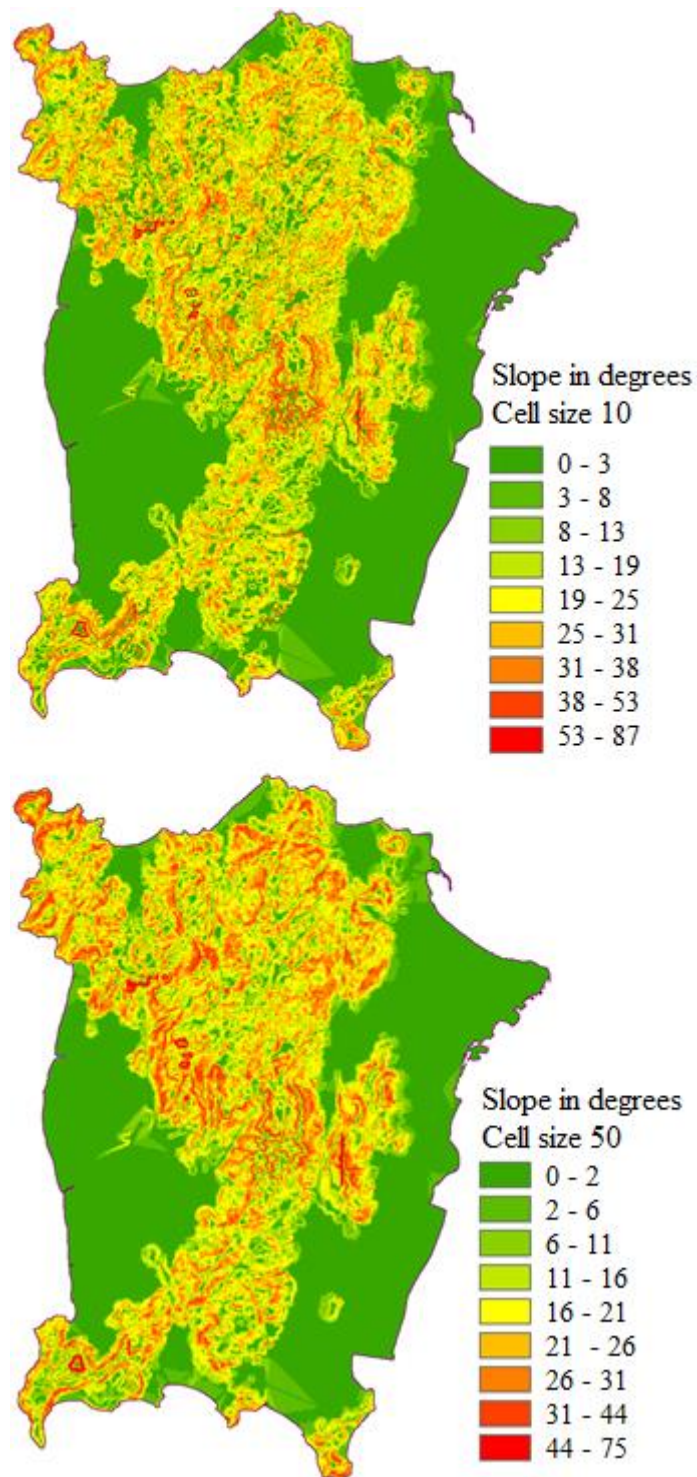 Slope in degrees
Cell size 10
0 - 3
3 - 8
8 - 13
13 - 19
19 - 25
25 - 31
31 - 38
38 - 53
53 - 87
Slope in degrees
Cell size 50
0 - 2
2 - 6
6 - 11
11 - 16
16 - 21
21 - 26
26 - 31
31 - 44
44 - 75